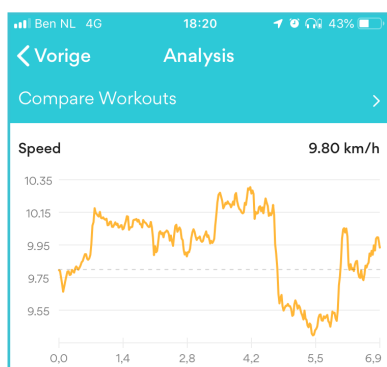 Ben NL 4G 18:20 43%
Vorige Analysis
Compare Workouts
Speed 9.80 km/h
10.35
10.15
9.95
9.75
9.55
0,0 1,4 2,8 4,2 5,5 6,9